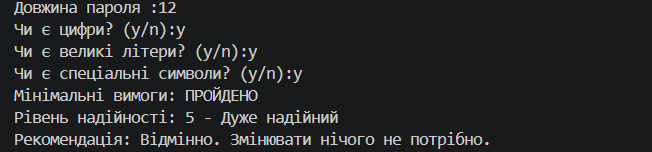 Довжина пароля :12
Чи є цифри? (y/n):y
Чи є великі літери? (y/n):y
Чи є спеціальні символи? (y/n):y
Мінімальні вимоги: ПРОЙДЕНО
Рівень надійності: 5 - Дуже надійний
Рекомендація: Відмінно. Змінювати нічого не потрібно.